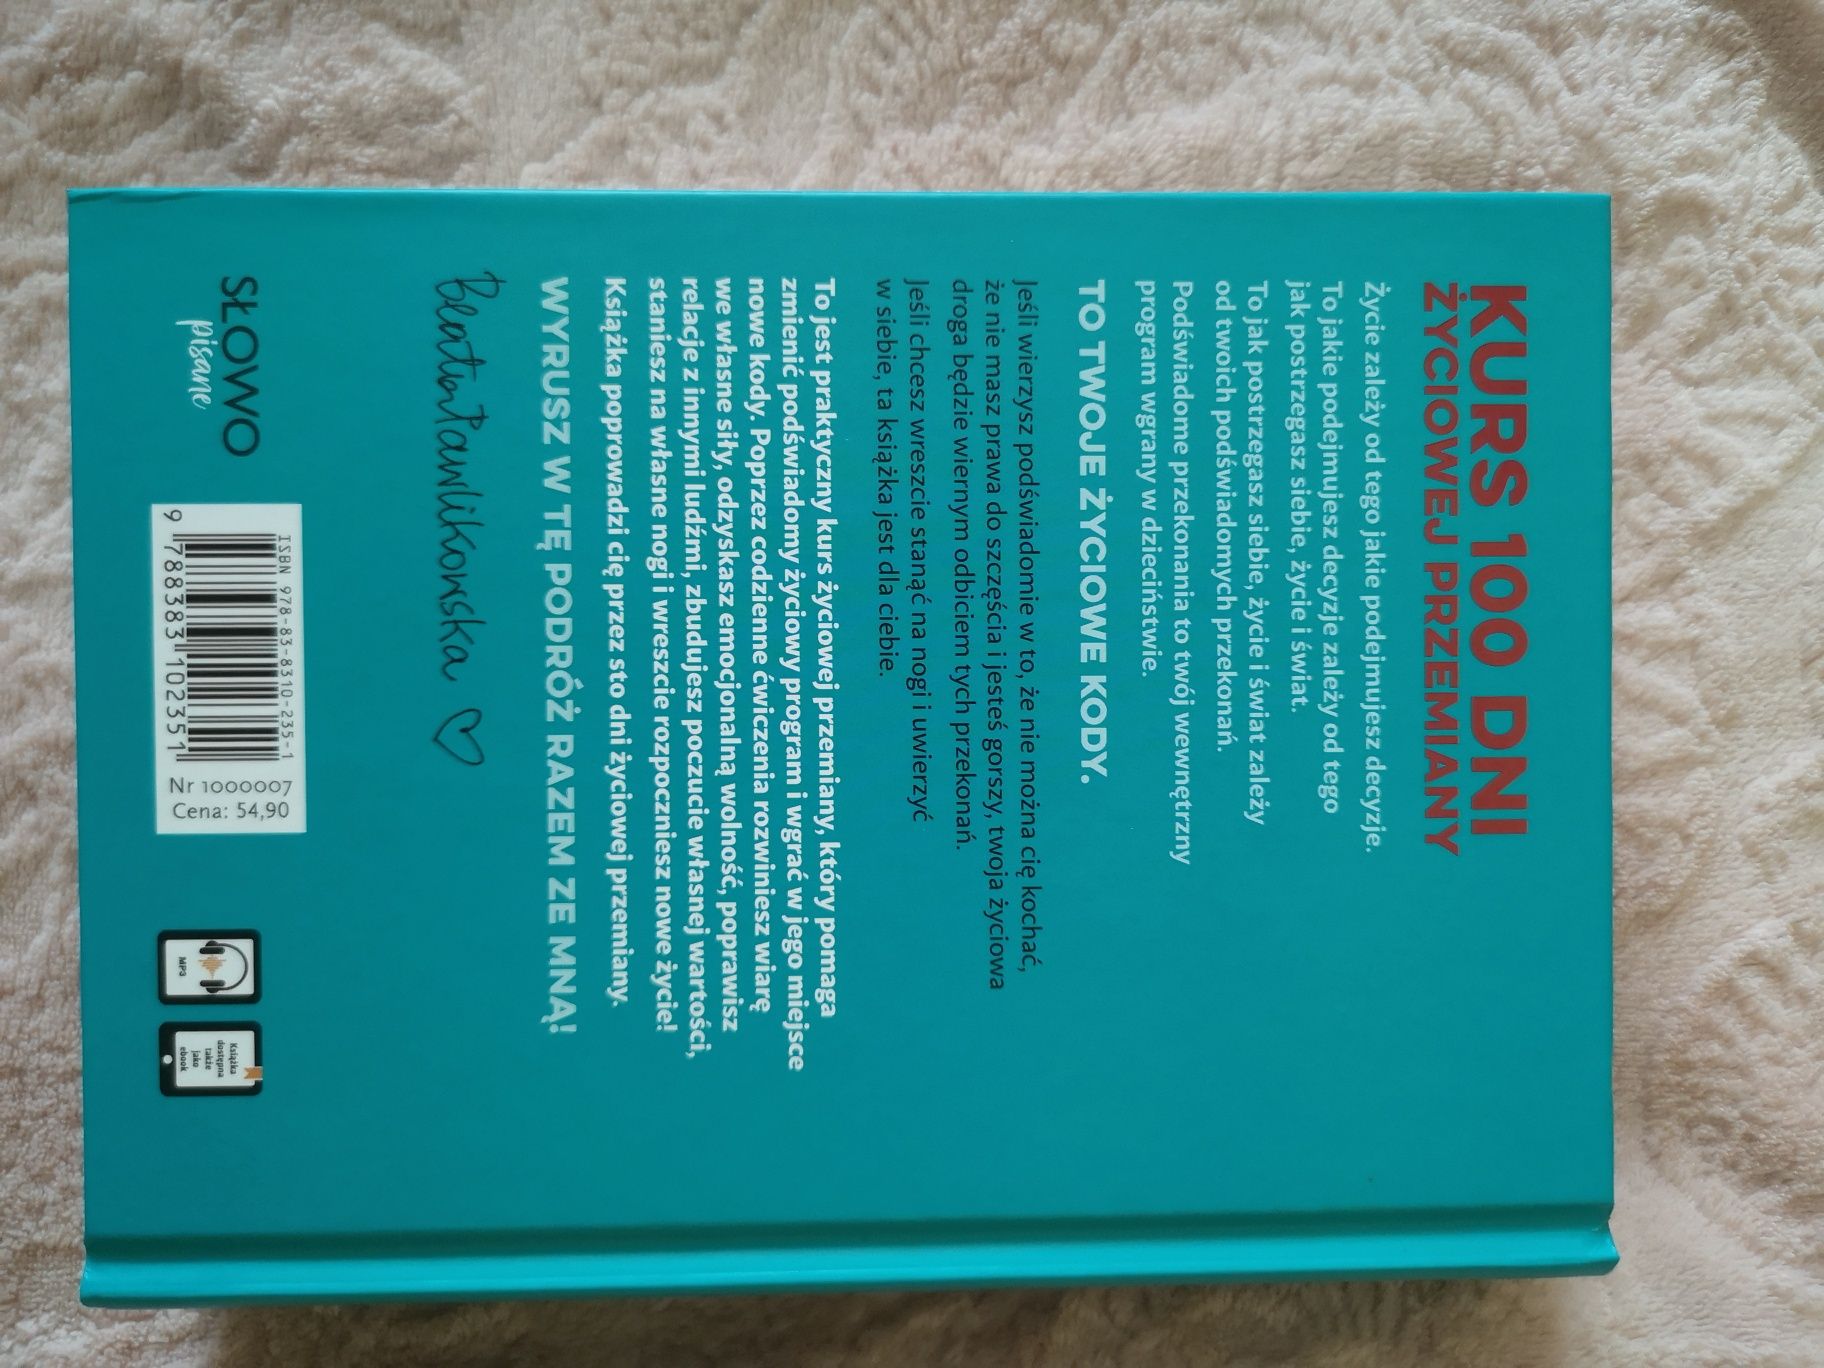 KURS 100 DNI
ŻYCIOWEJ PRZEMIANY
Życie zależy od tego jakie podejmujesz decyzje.
To jakie podejmujesz decyzje zależy od tego
jak postrzegasz siebie, życie i świat.
To jak postrzegasz siebie, życie i świat zależy
od twoich podświadomych przekonań.
Podświadome przekonania to twój wewnętrzny
program wgrany w dzieciństwie.
TO TWOJE ŻYCIOWE KODY.
Jeśli wierzysz podświadomie w to, że nie można cię kochać,
że nie masz prawa do szczęścia i jesteś gorszy, twoja życiowa
droga będzie wiernym odbiciem tych przekonań.
Jeśli chcesz wreszcie stanąć na nogi i uwierzyć
w siebie, ta książka jest dla ciebie.
To jest praktyczny kurs życiowej przemiany, który pomaga
zmienić podświadomy życiowy program i wgrać w jego miejsce
nowe kody. Poprzez codzienne ćwiczenia rozwiniesz wiarę
we własne siły, odzyskasz emocjonalną wolność, poprawisz
relacje z innymi ludźmi, zbudujesz poczucie własnej wartości,
staniesz na własne nogi i wreszcie rozpoczniesz nowe życie!
Książka poprowadzi cię przez sto dni życiowej przemiany.
WYRUSZ W TĘ PODRÓŻ RAZEM ZE MNĄ!
Beata Pawlikowska
SŁOWO
pisane
ISBN 978-83-8310-235-1
9 788383 102351
Nr 1000007
Cena: 54,90
MP3
Książka
dostępna
także
jako
ebook